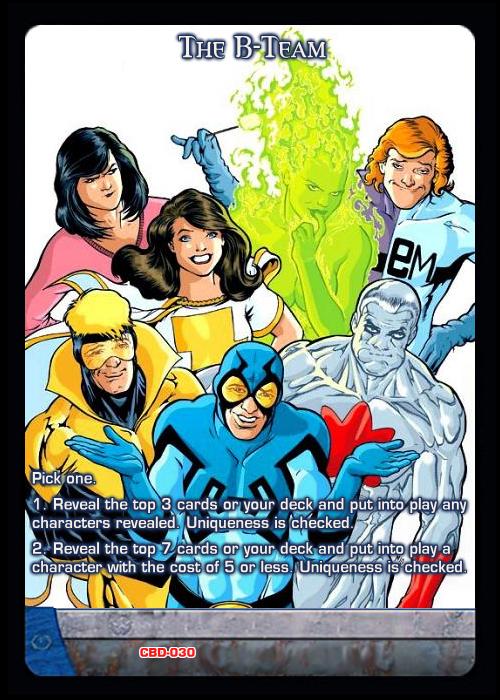 The B-Team
EM
Pick one.
1. Reveal the top 3 cards or your deck and put into play any
characters revealed. Uniqueness is checked.
2. Reveal the top 7 cards or your deck and put into play a
character with the cost of 5 or less. Uniqueness is checked.
CBD-030